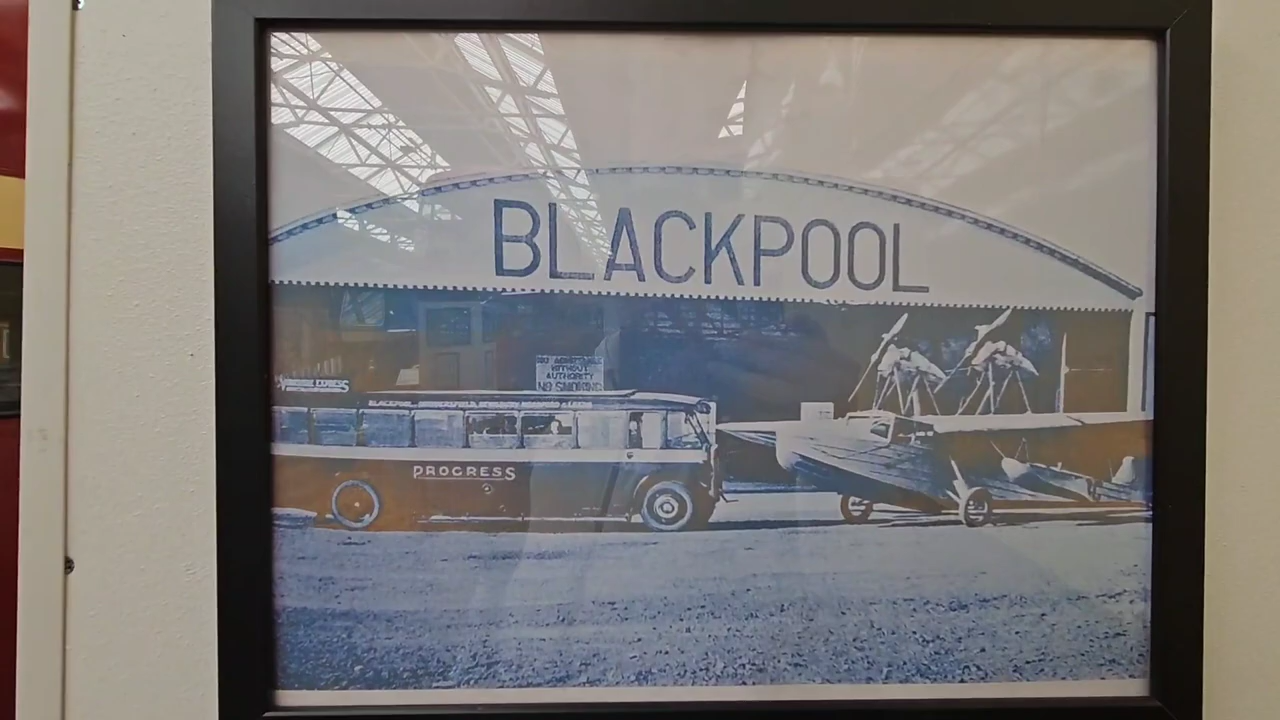 BLACKPOOL
NO ADMITTANCE
WITHOUT
AUTHORITY
NO SMOKING
PROGRESS